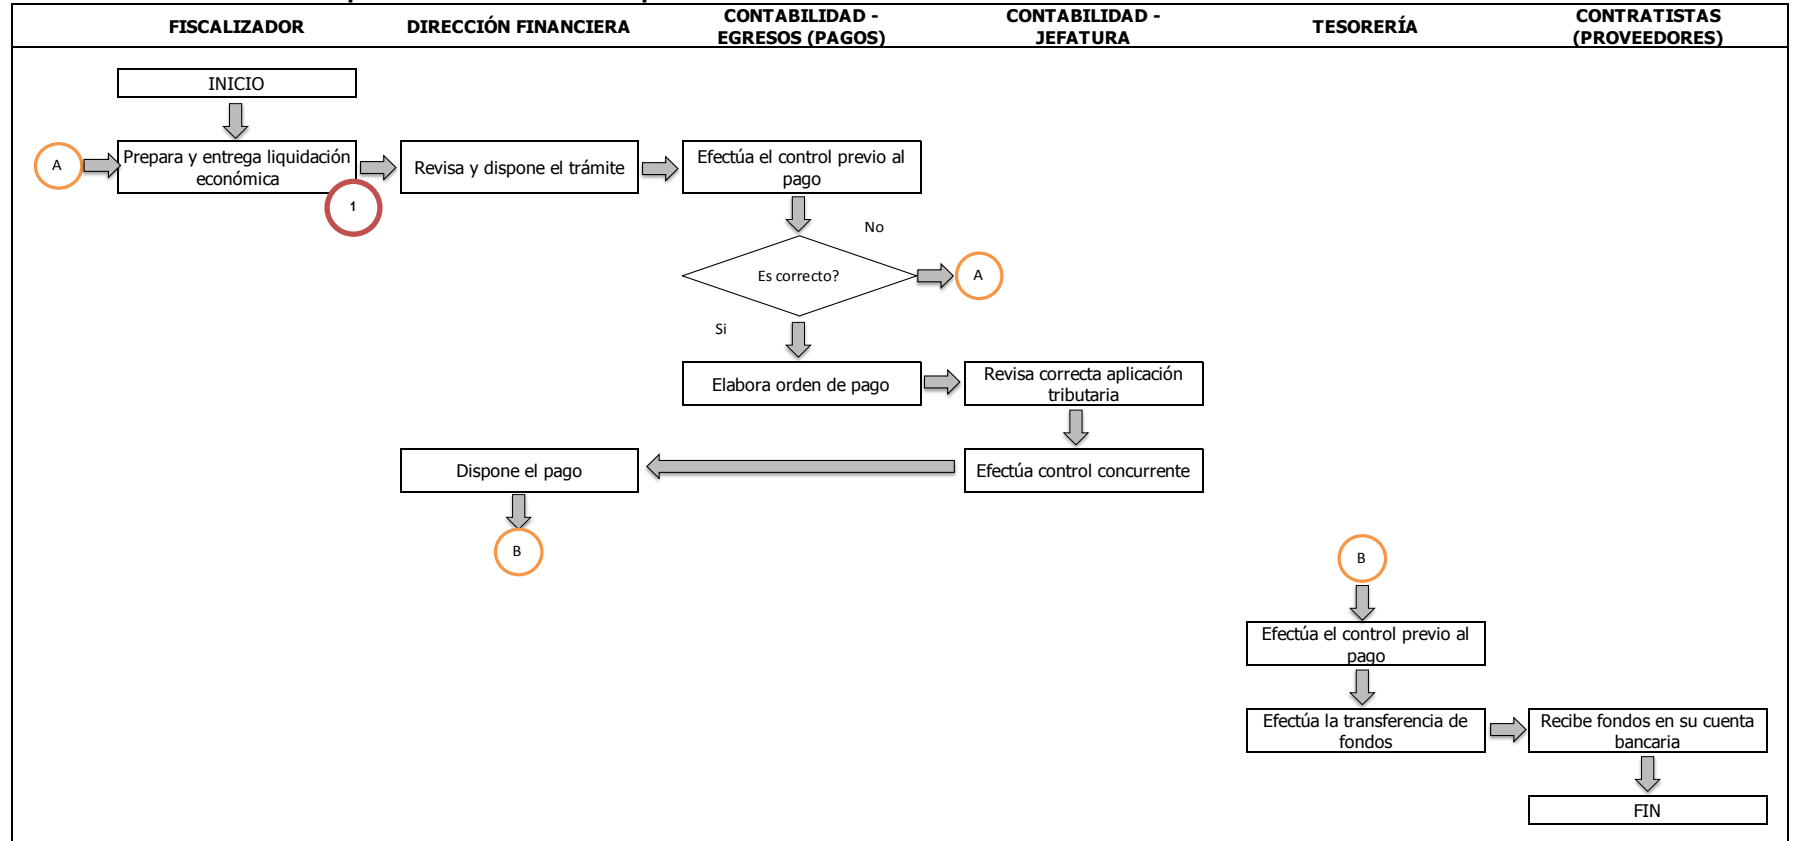 FISCALIZADOR
DIRECCIÓN FINANCIERA
CONTABILIDAD -
EGRESOS (PAGOS)
CONTABILIDAD -
JEFATURA
TESORERÍA
CONTRATISTAS
(PROVEEDORES)
INICIO
A
Prepara y entrega liquidación
económica
1
Revisa y dispone el trámite
Efectúa el control previo al
pago
No
Es correcto?
A
Si
Elabora orden de pago
Revisa correcta aplicación
tributaria
Dispone el pago
Efectúa control concurrente
B
B
Efectúa el control previo al
pago
Efectúa la transferencia de
fondos
Recibe fondos en su cuenta
bancaria
FIN